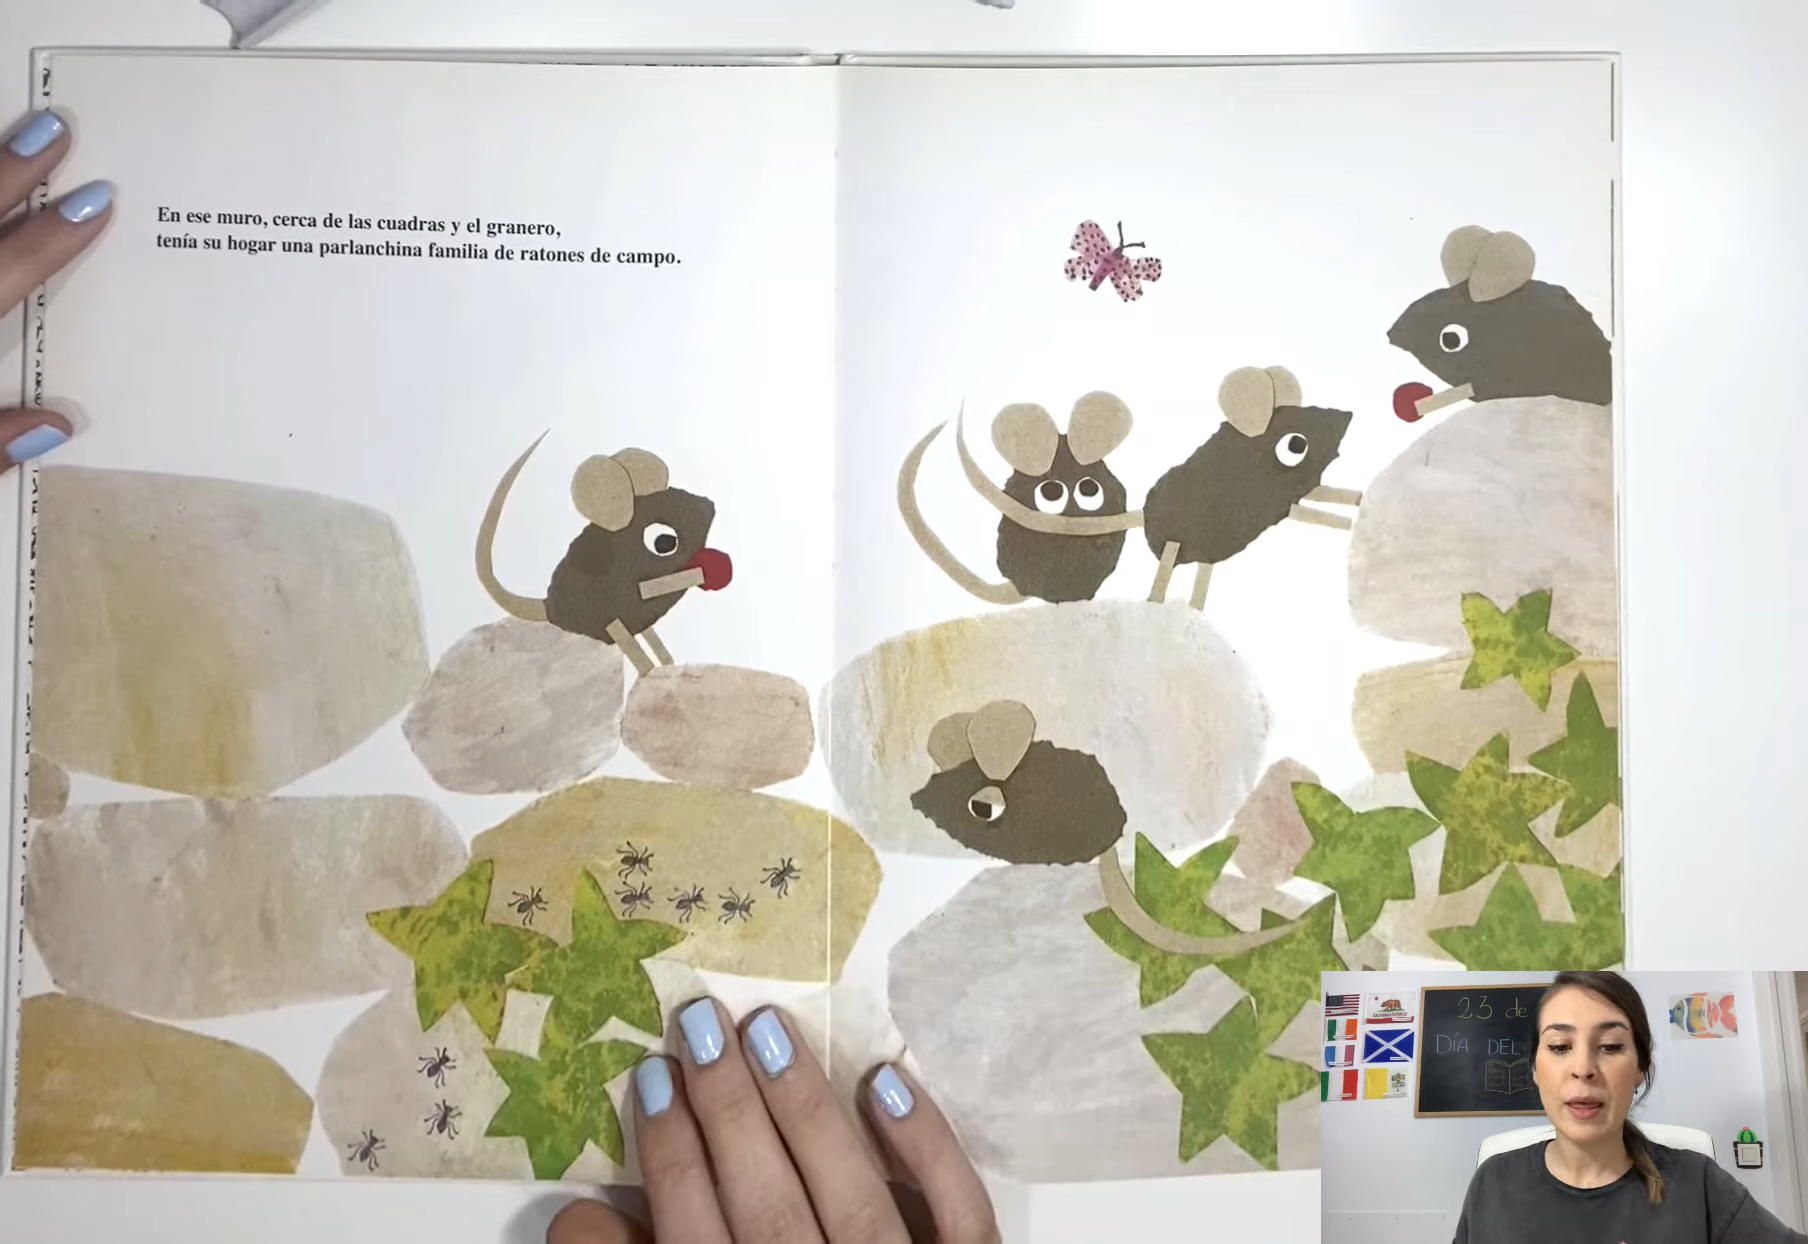 En ese muro, cerca de las cuadras y el granero,
tenía su hogar una parlanchina familia de ratones de campo.
23 de
DÍA DEL